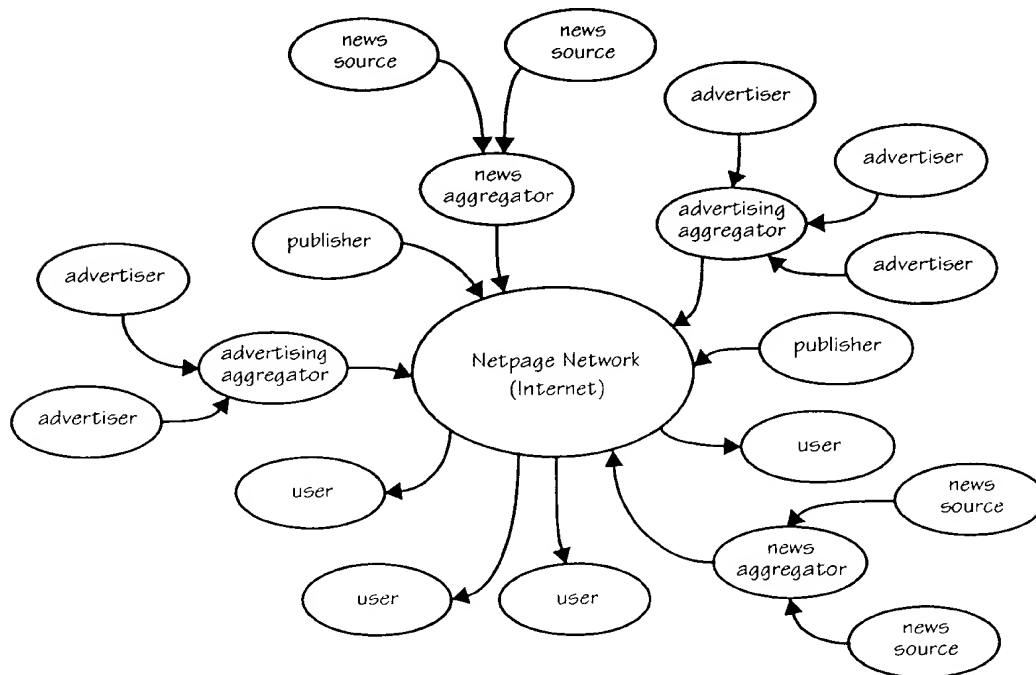 news
source
news
source
advertiser
advertiser
news
aggregator
advertising
aggregator
publisher
advertiser
advertiser
publisher
advertising
aggregator
Netpage Network
(Internet)
advertiser
user
user
news
source
news
aggregator
user
user
news
source